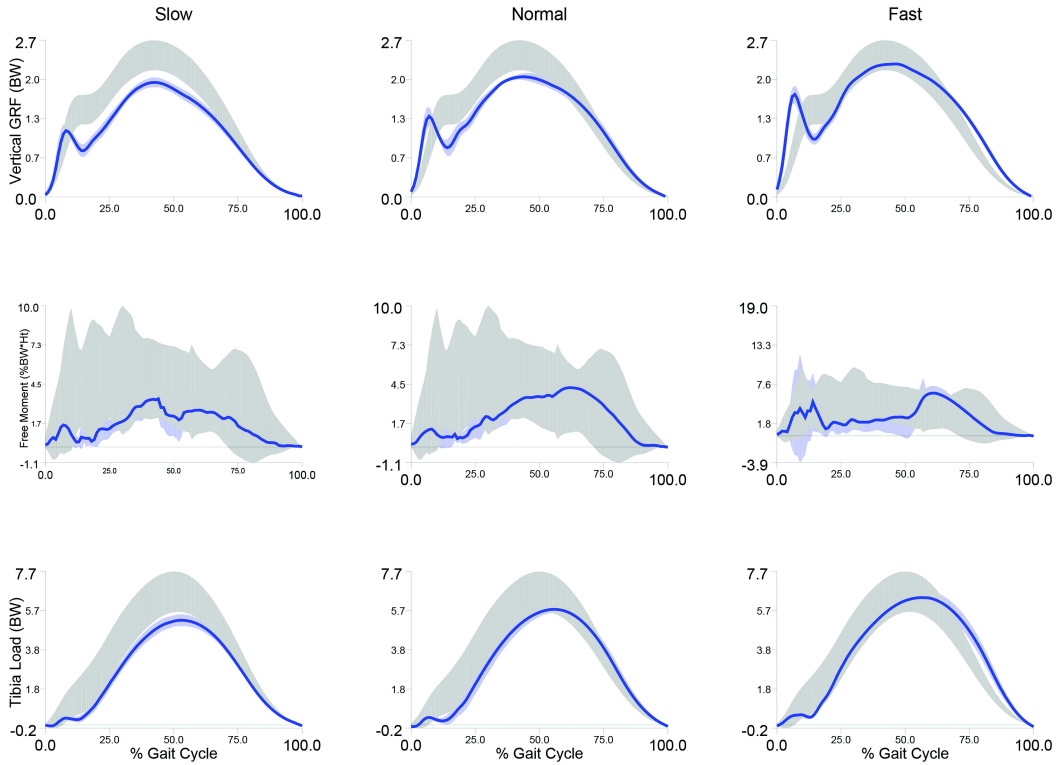 Slow Normal Fast
Vertical GRF (BW)
2.7 2.0 1.3 0.7 0.0
0.0 25.0 50.0 75.0 100.0
2.7 2.0 1.3 0.7 0.0
0.0 25.0 50.0 75.0 100.0
2.7 2.0 1.3 0.7 0.0
0.0 25.0 50.0 75.0 100.0
Free Moment (%BW*Ht)
10.0 7.3 4.5 1.7 -1.1
0.0 25.0 50.0 75.0 100.0
10.0 7.3 4.5 1.7 -1.1
0.0 25.0 50.0 75.0 100.0
19.0 13.3 7.6 1.8 -3.9
0.0 25.0 50.0 75.0 100.0
Tibia Load (BW)
7.7 5.7 3.8 1.8 -0.2
0.0 25.0 50.0 75.0 100.0
% Gait Cycle
7.7 5.7 3.8 1.8 -0.2
0.0 25.0 50.0 75.0 100.0
% Gait Cycle
7.7 5.7 3.8 1.8 -0.2
0.0 25.0 50.0 75.0 100.0
% Gait Cycle